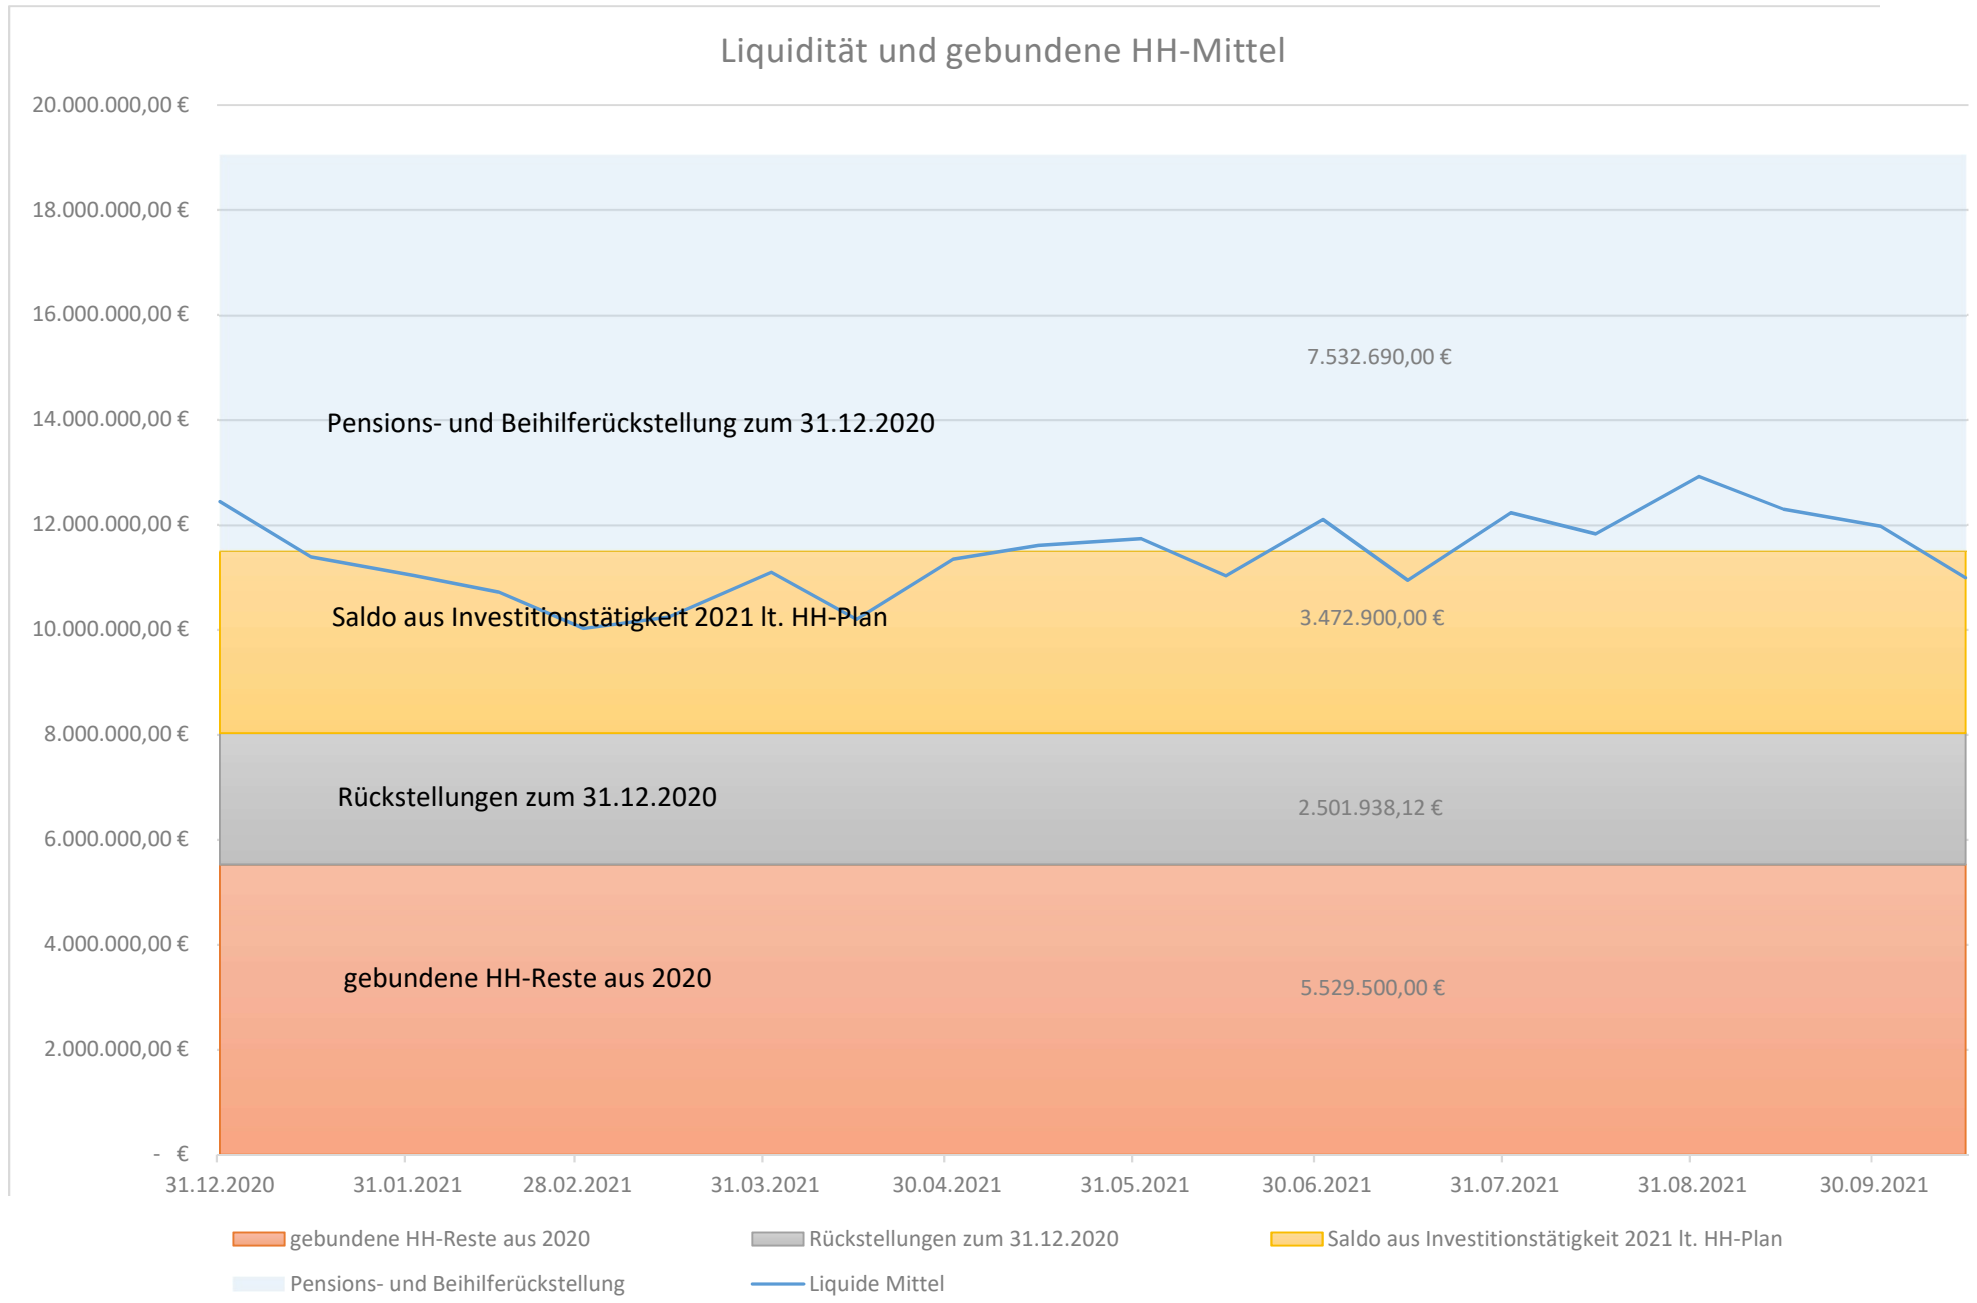 Liquidität und gebundene HH-Mittel
20.000.000,00 €
18.000.000,00 €
16.000.000,00 €
7.532.690,00 €
14.000.000,00 €
Pensions- und Beihilferückstellung zum 31.12.2020
12.000.000,00 €
10.000.000,00 €
Saldo aus Investitionstätigkeit 2021 lt. HH-Plan
3.472.900,00 €
8.000.000,00 €
Rückstellungen zum 31.12.2020
2.501.938,12 €
6.000.000,00 €
4.000.000,00 €
gebundene HH-Reste aus 2020
5.529.500,00 €
2.000.000,00 €
- €
31.12.2020 31.01.2021 28.02.2021 31.03.2021 30.04.2021 31.05.2021 30.06.2021 31.07.2021 31.08.2021 30.09.2021
gebundene HH-Reste aus 2020 Rückstellungen zum 31.12.2020 Saldo aus Investitionstätigkeit 2021 lt. HH-Plan
Pensions- und Beihilferückstellung Liquide Mittel